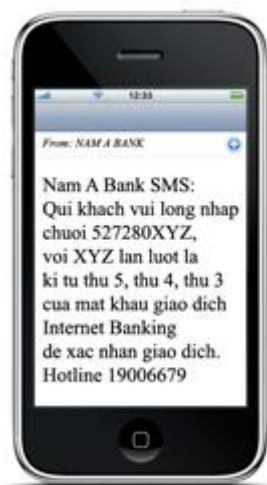 12:33
From: NAM A BANK
Nam A Bank SMS:
Qui khach vui long nhap
chuoi 527280XYZ,
voi XYZ lan luot la
ki tu thu 5, thu 4, thu 3
cua mat khau giao dich
Internet Banking
de xac nhan giao dich.
Hotline 19006679